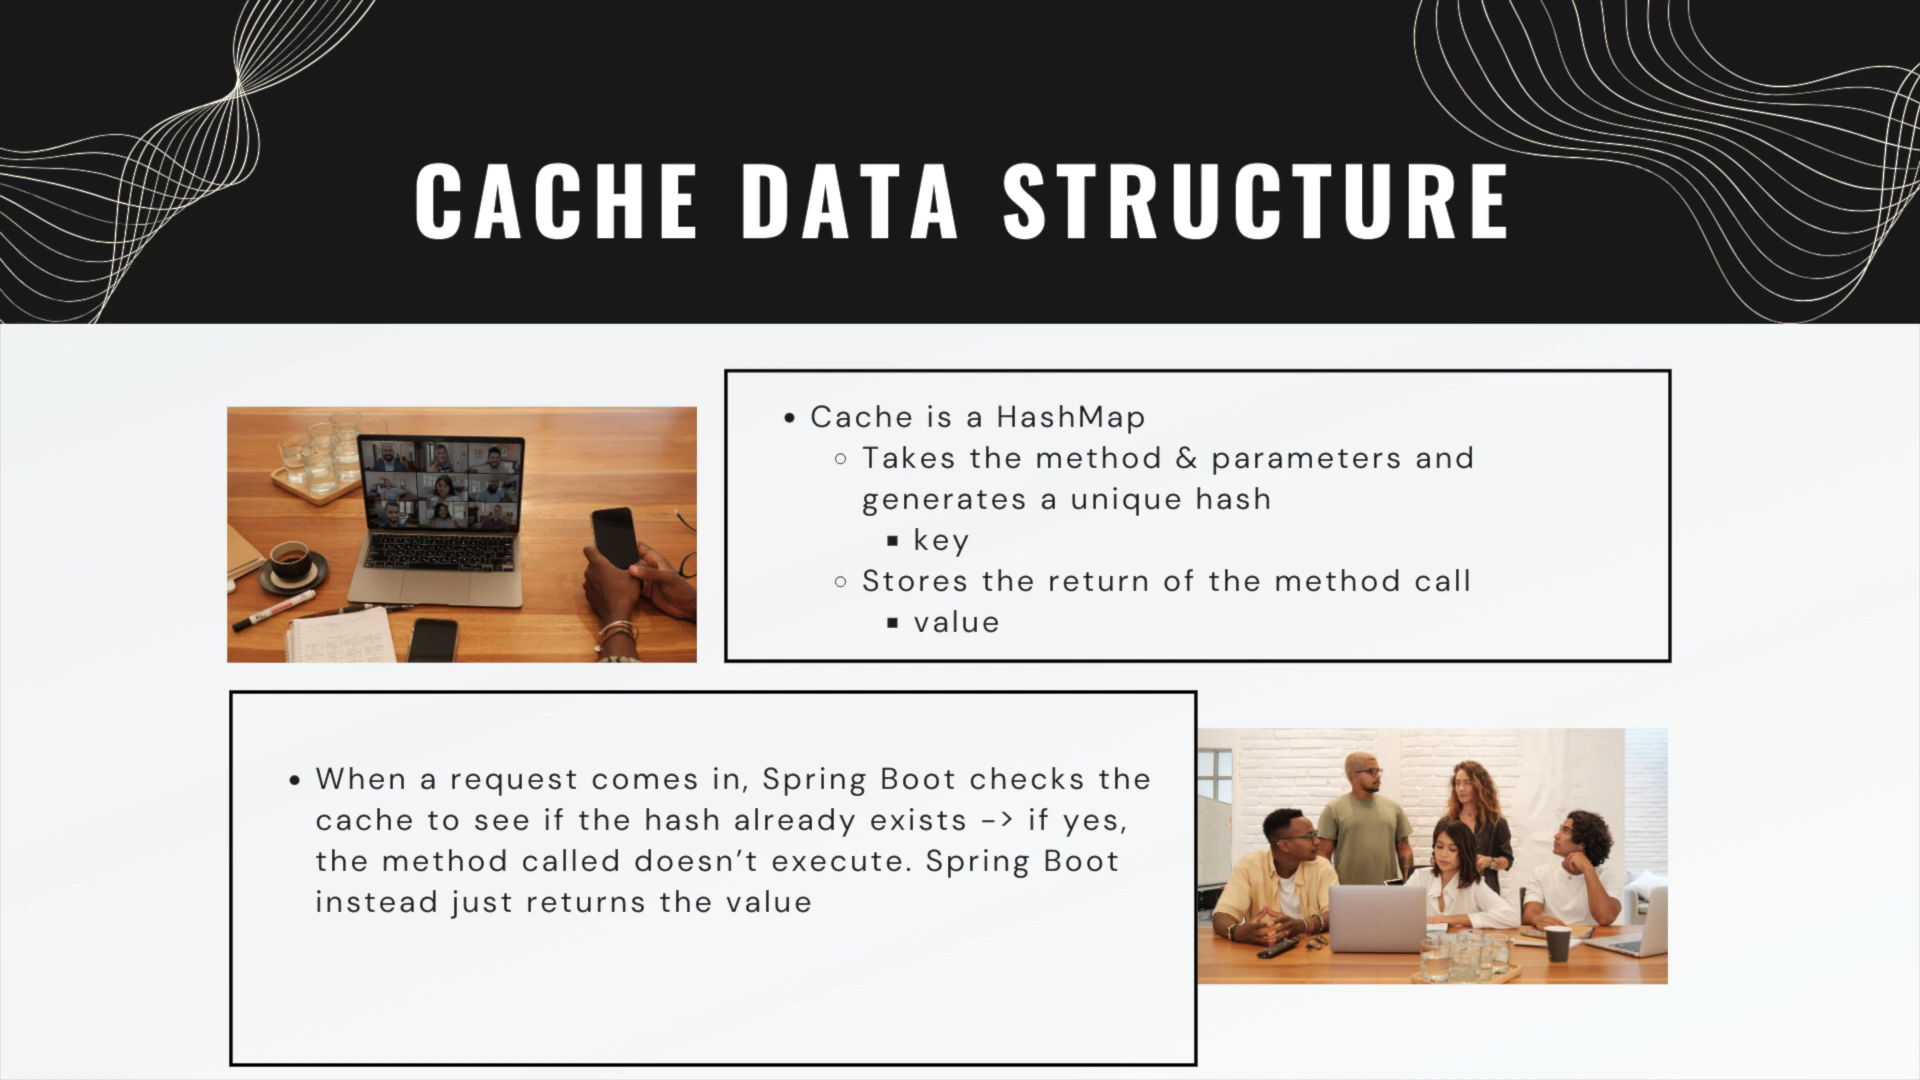 CACHE DATA STRUCTURE
• Cache is a HashMap
○ Takes the method & parameters and
generates a unique hash
▪ key
○ Stores the return of the method call
▪ value
• When a request comes in, Spring Boot checks the
cache to see if the hash already exists -> if yes,
the method called doesn’t execute. Spring Boot
instead just returns the value